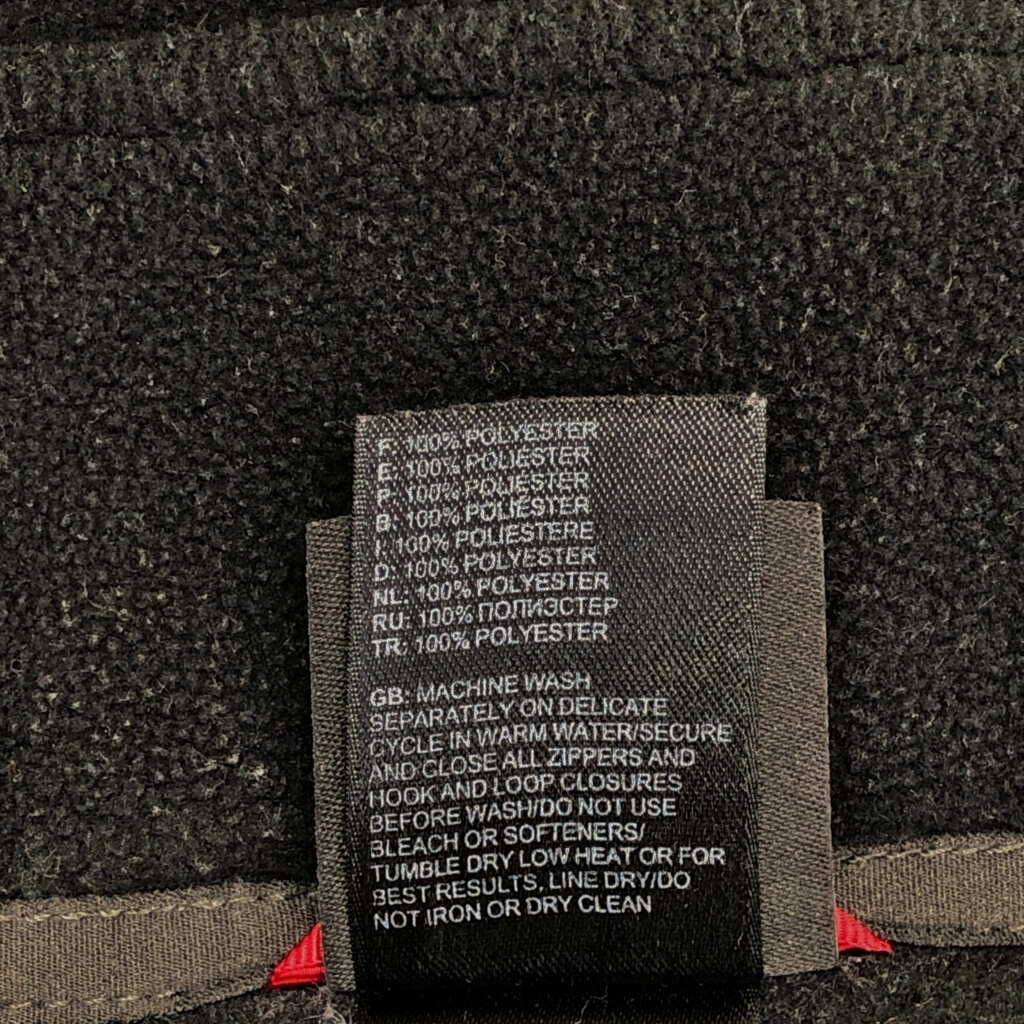 F: 100% POLYESTER
E: 100% POLIÉSTER
P: 100% POLIÉSTER
B: 100% POLIÉSTER
I: 100% POLIESTERE
D: 100% POLYESTER
NL: 100% POLYESTER
RU: 100% ПОЛИЭСТЕР
TR: 100% POLYESTER
GB: MACHINE WASH
SEPARATELY ON DELICATE
CYCLE IN WARM WATER/SECURE
AND CLOSE ALL ZIPPERS AND
HOOK AND LOOP CLOSURES
BEFORE WASH/DO NOT USE
BLEACH OR SOFTENERS/
TUMBLE DRY LOW HEAT OR FOR
BEST RESULTS, LINE DRY/DO
NOT IRON OR DRY CLEAN